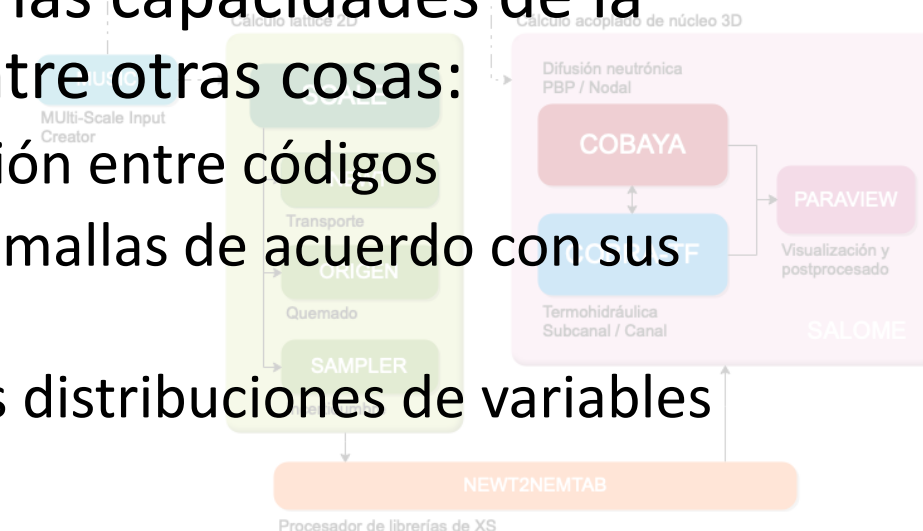 las capacidades de la
tre otras cosas:
ión entre códigos
mallas de acuerdo con sus
s distribuciones de variables
Cálculo lattice 2D
MUlti-Scale Input
Creator
SCALE
Transporte
ORIGEN
Quemado
SAMPLER
Cálculo acoplado de núcleo 3D
Difusión neutrónica
PBP / Nodal
COBAYA
Termohidráulica
Subcanal / Canal
PARAVIEW
Visualización y
postprocesado
SALOME
NEWT2NEMTAB
Procesador de librerías de XS